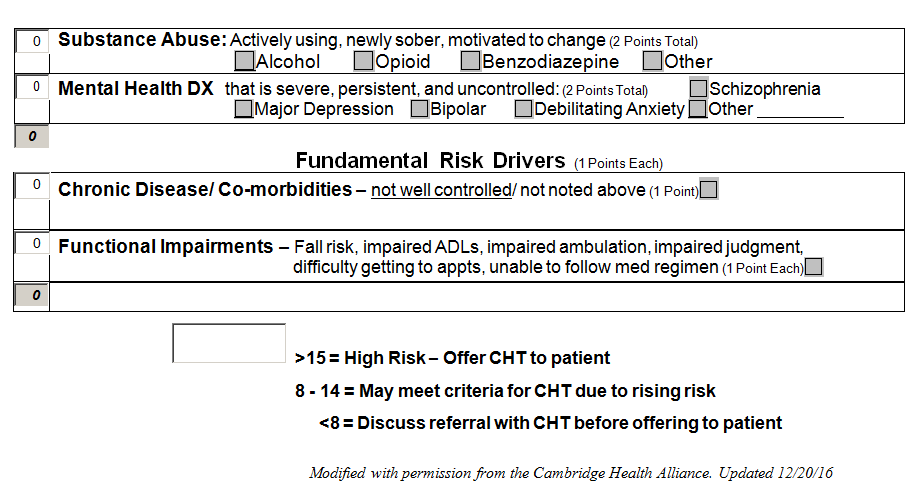 0 Substance Abuse: Actively using, newly sober, motivated to change (2 Points Total)
Alcohol Opioid Benzodiazepine Other
0 Mental Health DX that is severe, persistent, and uncontrolled: (2 Points Total) Schizophrenia
Major Depression Bipolar Debilitating Anxiety Other __________
0
Fundamental Risk Drivers (1 Points Each)
0 Chronic Disease/ Co-morbidities – not well controlled/ not noted above (1 Point)
0 Functional Impairments – Fall risk, impaired ADLs, impaired ambulation, impaired judgment,
difficulty getting to appts, unable to follow med regimen (1 Point Each)
0
>15 = High Risk – Offer CHT to patient
8 - 14 = May meet criteria for CHT due to rising risk
<8 = Discuss referral with CHT before offering to patient
Modified with permission from the Cambridge Health Alliance. Updated 12/20/16